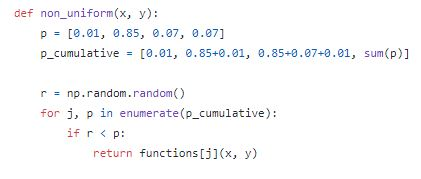 def non_uniform(x, y):
    p = [0.01, 0.85, 0.07, 0.07]
    p_cumulative = [0.01, 0.85+0.01, 0.85+0.07+0.01, sum(p)]

    r = np.random.random()
    for j, p in enumerate(p_cumulative):
        if r < p:
            return functions[j](x, y)